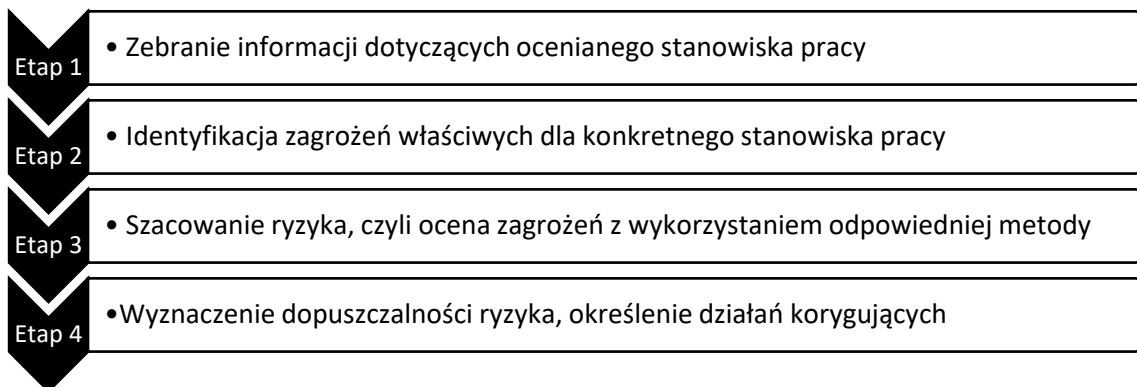 Etap 1
• Zebranie informacji dotyczących ocenianego stanowiska pracy
Etap 2
• Identyfikacja zagrożeń właściwych dla konkretnego stanowiska pracy
Etap 3
• Szacowanie ryzyka, czyli ocena zagrożeń z wykorzystaniem odpowiedniej metody
Etap 4
•Wyznaczenie dopuszczalności ryzyka, określenie działań korygujących